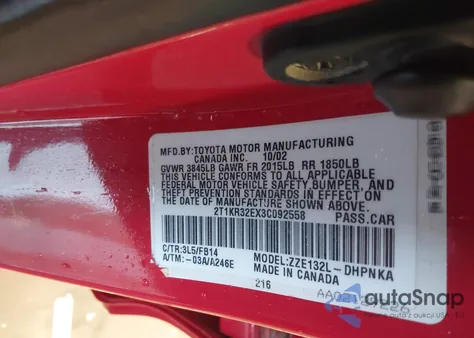 MFD.BY:TOYOTA MOTOR MANUFACTURING
CANADA INC. 10/02
GVWR 3845LB GAWR FR 2015LB RR 1850LB
THIS VEHICLE CONFORMS TO ALL APPLICABLE
FEDERAL MOTOR VEHICLE SAFETY,BUMPER, AND
THEFT PREVENTION STANDARDS IN EFFECT ON
THE DATE OF MANUFACTURE SHOWN ABOVE.
2T1KR32EX3C092558 PASS.CAR
C/TR:3L5/FB14 MODEL:ZZE132L-DHPNKA
A/TM:-03A/A246E MADE IN CANADA
216
autoSnap
VEHICLE AUCTION DATA